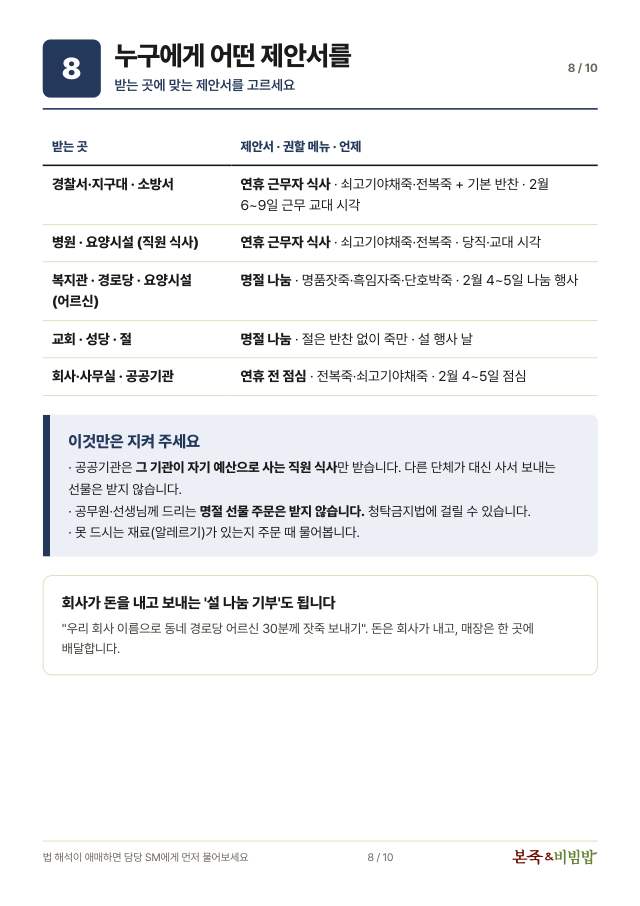 8
누구에게 어떤 제안서를
받는 곳에 맞는 제안서를 고르세요
8 / 10
받는 곳
제안서 · 권할 메뉴 · 언제
경찰서·지구대 · 소방서
연휴 근무자 식사 · 쇠고기야채죽·전복죽 + 기본 반찬 · 2월
6~9일 근무 교대 시각
병원 · 요양시설 (직원 식사)
연휴 근무자 식사 · 쇠고기야채죽·전복죽 · 당직·교대 시각
복지관 · 경로당 · 요양시설
(어르신)
명절 나눔 · 명품잣죽·흑임자죽·단호박죽 · 2월 4~5일 나눔 행사
교회 · 성당 · 절
명절 나눔 · 절은 반찬 없이 죽만 · 설 행사 날
회사·사무실 · 공공기관
연휴 전 점심 · 전복죽·쇠고기야채죽 · 2월 4~5일 점심
이것만은 지켜 주세요
· 공공기관은 그 기관이 자기 예산으로 사는 직원 식사만 받습니다. 다른 단체가 대신 사서 보내는
선물은 받지 않습니다.
· 공무원·선생님께 드리는 명절 선물 주문은 받지 않습니다. 청탁금지법에 걸릴 수 있습니다.
· 못 드시는 재료(알레르기)가 있는지 주문 때 물어봅니다.
회사가 돈을 내고 보내는 '설 나눔 기부'도 됩니다
"우리 회사 이름으로 동네 경로당 어르신 30분께 잣죽 보내기". 돈은 회사가 내고, 매장은 한 곳에
배달합니다.
법 해석이 애매하면 담당 SM에게 먼저 물어보세요
8 / 10
본죽&비빔밥